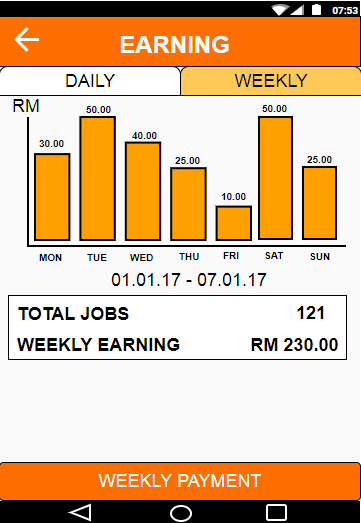 07:53
EARNING
DAILY WEEKLY
RM
30.00 50.00 40.00 25.00 10.00 50.00 25.00
MON TUE WED THU FRI SAT SUN
01.01.17 - 07.01.17
TOTAL JOBS 121
WEEKLY EARNING RM 230.00
WEEKLY PAYMENT